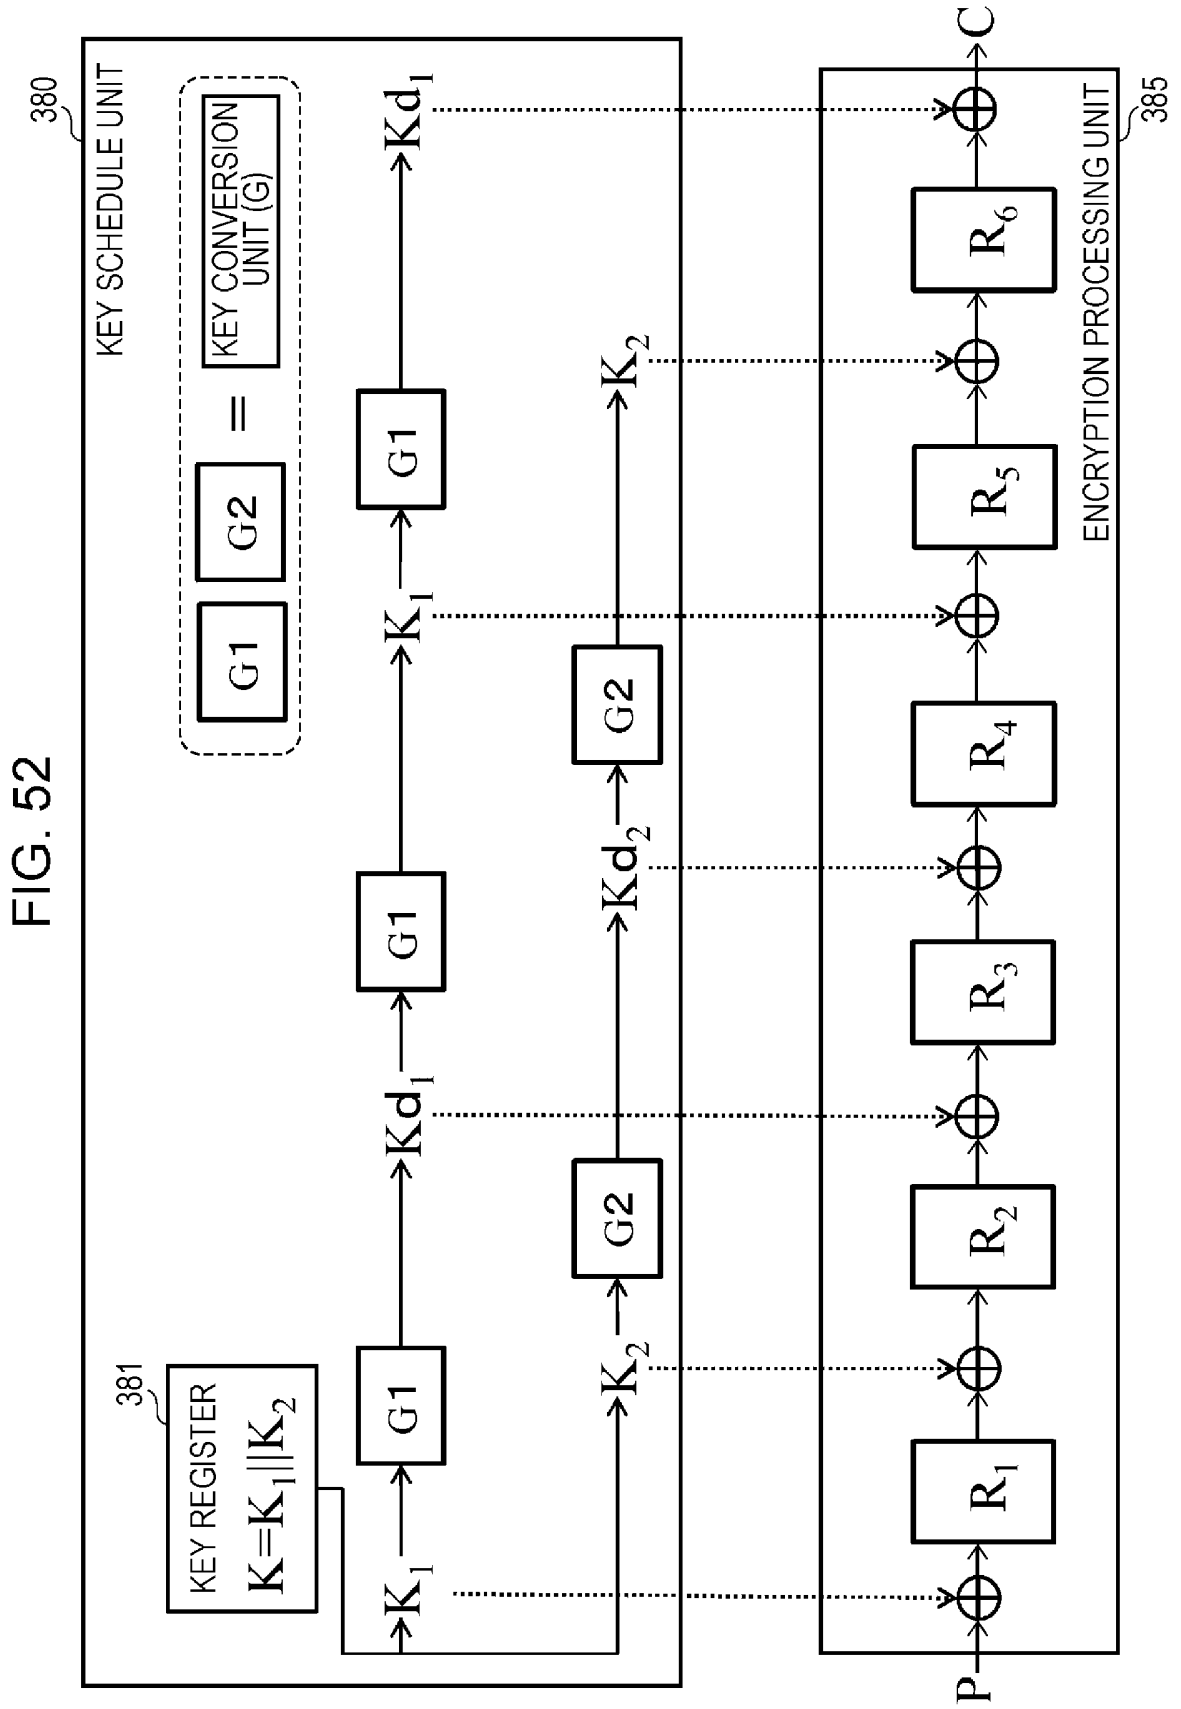 FIG. 52
380
KEY SCHEDULE UNIT
381
KEY REGISTER
K=K₁||K₂
G1 G2 = KEY CONVERSION
UNIT (G)
K₁ G1 Kd₁ G1 K₁ G1 Kd₁
K₂ G2 Kd₂ G2 K₂
P R₁ R₂ R₃ R₄ R₅ R₆ C
ENCRYPTION PROCESSING UNIT
385